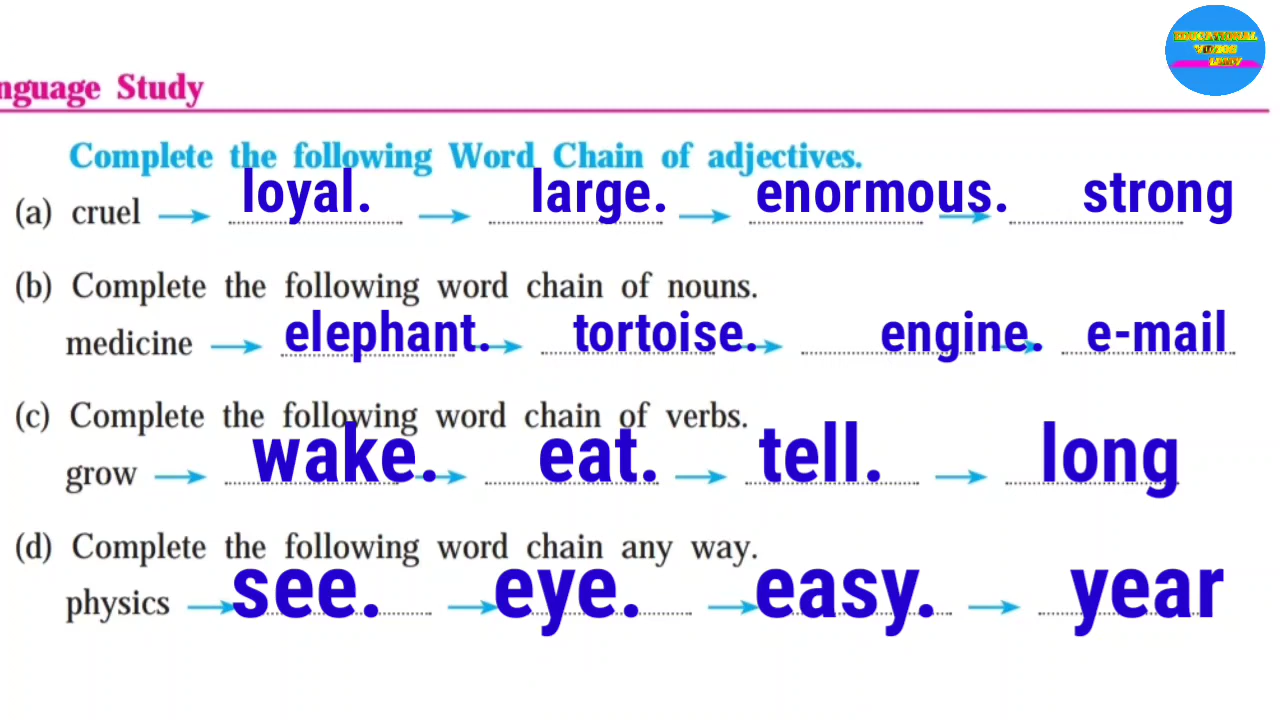 EDUCATIONAL
nguage Study
Complete the following Word Chain of adjectives.
(a) cruel → loyal. → large. → enormous. → strong
(b) Complete the following word chain of nouns.
medicine → elephant. → tortoise. → engine. → e-mail
(c) Complete the following word chain of verbs.
grow → wake. → eat. → tell. → long
(d) Complete the following word chain any way.
physics → see. → eye. → easy. → year